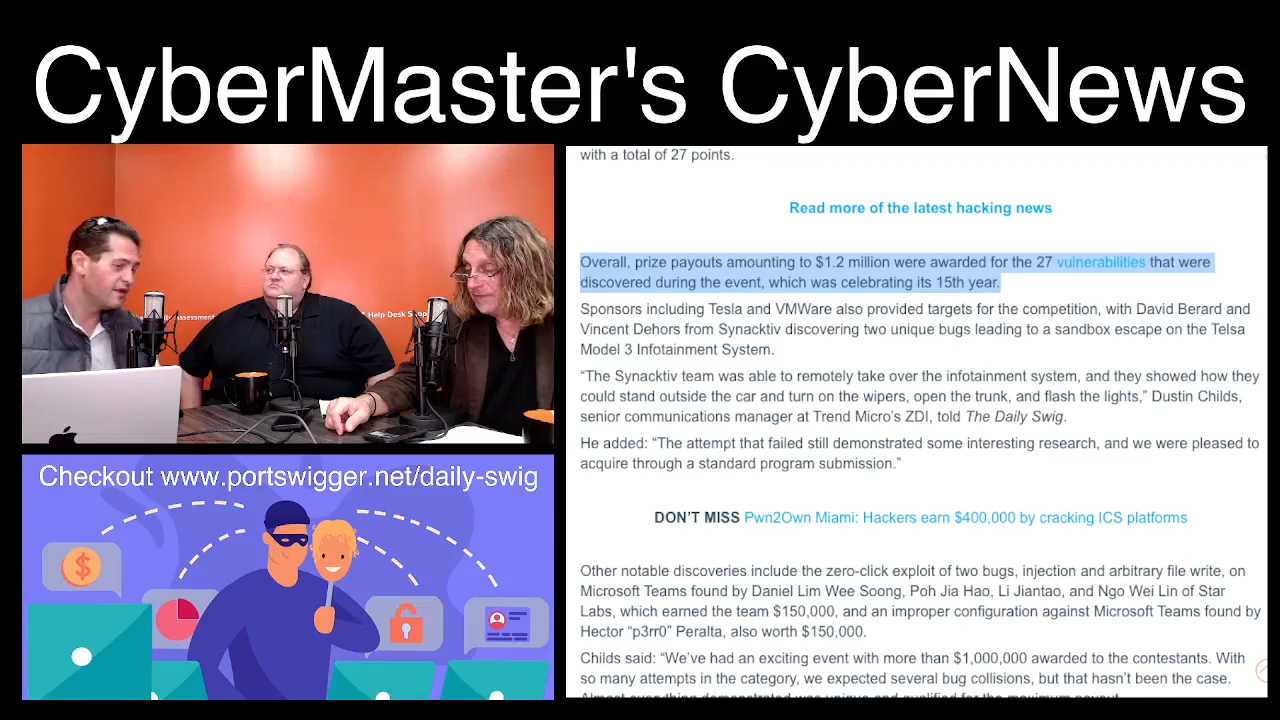 CyberMaster's CyberNews
with a total of 27 points.
Read more of the latest hacking news
Overall, prize payouts amounting to $1.2 million were awarded for the 27 vulnerabilities that were
discovered during the event, which was celebrating its 15th year.
Sponsors including Tesla and VMWare also provided targets for the competition, with David Berard and
Vincent Dehors from Synacktiv discovering two unique bugs leading to a sandbox escape on the Telsa
Model 3 Infotainment System.
“The Synacktiv team was able to remotely take over the infotainment system, and they showed how they
could stand outside the car and turn on the wipers, open the trunk, and flash the lights,” Dustin Childs,
senior communications manager at Trend Micro’s ZDI, told The Daily Swig.
He added: “The attempt that failed still demonstrated some interesting research, and we were pleased to
acquire through a standard program submission.”
DON’T MISS Pwn2Own Miami: Hackers earn $400,000 by cracking ICS platforms
Other notable discoveries include the zero-click exploit of two bugs, injection and arbitrary file write, on
Microsoft Teams found by Daniel Lim Wee Soong, Poh Jia Hao, Li Jiantao, and Ngo Wei Lin of Star
Labs, which earned the team $150,000, and an improper configuration against Microsoft Teams found by
Hector “p3rr0” Peralta, also worth $150,000.
Childs said: “We’ve had an exciting event with more than $1,000,000 awarded to the contestants. With
so many attempts in the category, we expected several bug collisions, but that hasn’t been the case.
Almost everything demonstrated was unique and qualified for the maximum payout
Assessment
Help Desk
Checkout www.portswigger.net/daily-swig